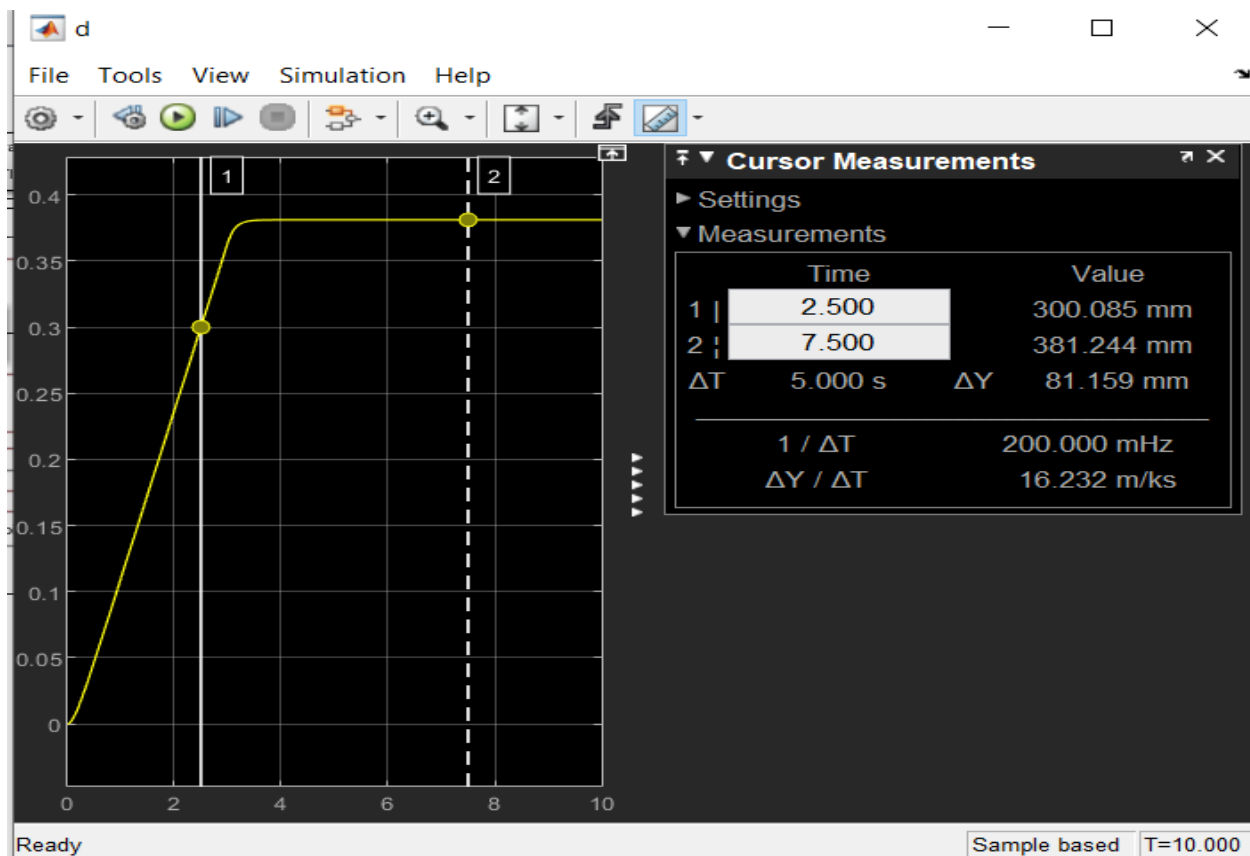 d
File Tools View Simulation Help
1
2
0.4
0.35
0.3
0.25
0.2
0.15
0.1
0.05
0
0 2 4 6 8 10
Cursor Measurements
Settings
Measurements
Time Value
1 | 2.500 300.085 mm
2 ¦ 7.500 381.244 mm
ΔT 5.000 s ΔY 81.159 mm
1 / ΔT 200.000 mHz
ΔY / ΔT 16.232 m/ks
Ready Sample based T=10.000